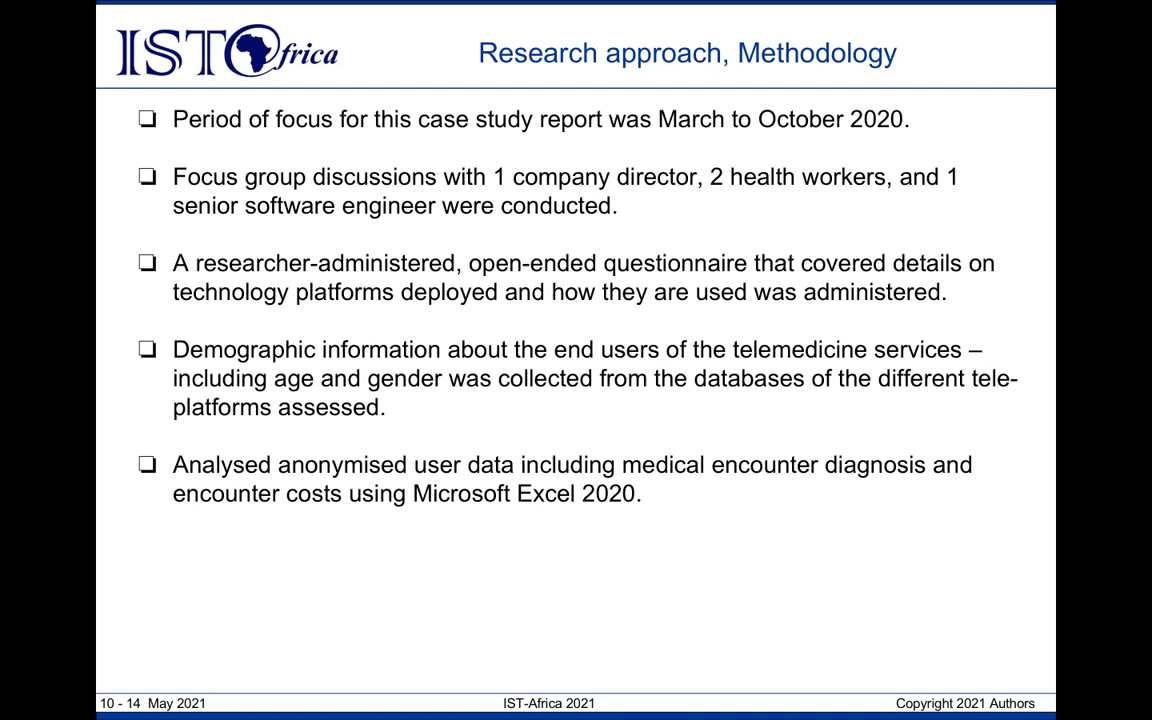 IST Africa
Research approach, Methodology
❑ Period of focus for this case study report was March to October 2020.
❑ Focus group discussions with 1 company director, 2 health workers, and 1
senior software engineer were conducted.
❑ A researcher-administered, open-ended questionnaire that covered details on
technology platforms deployed and how they are used was administered.
❑ Demographic information about the end users of the telemedicine services –
including age and gender was collected from the databases of the different tele-
platforms assessed.
❑ Analysed anonymised user data including medical encounter diagnosis and
encounter costs using Microsoft Excel 2020.
10 - 14 May 2021
IST-Africa 2021
Copyright 2021 Authors